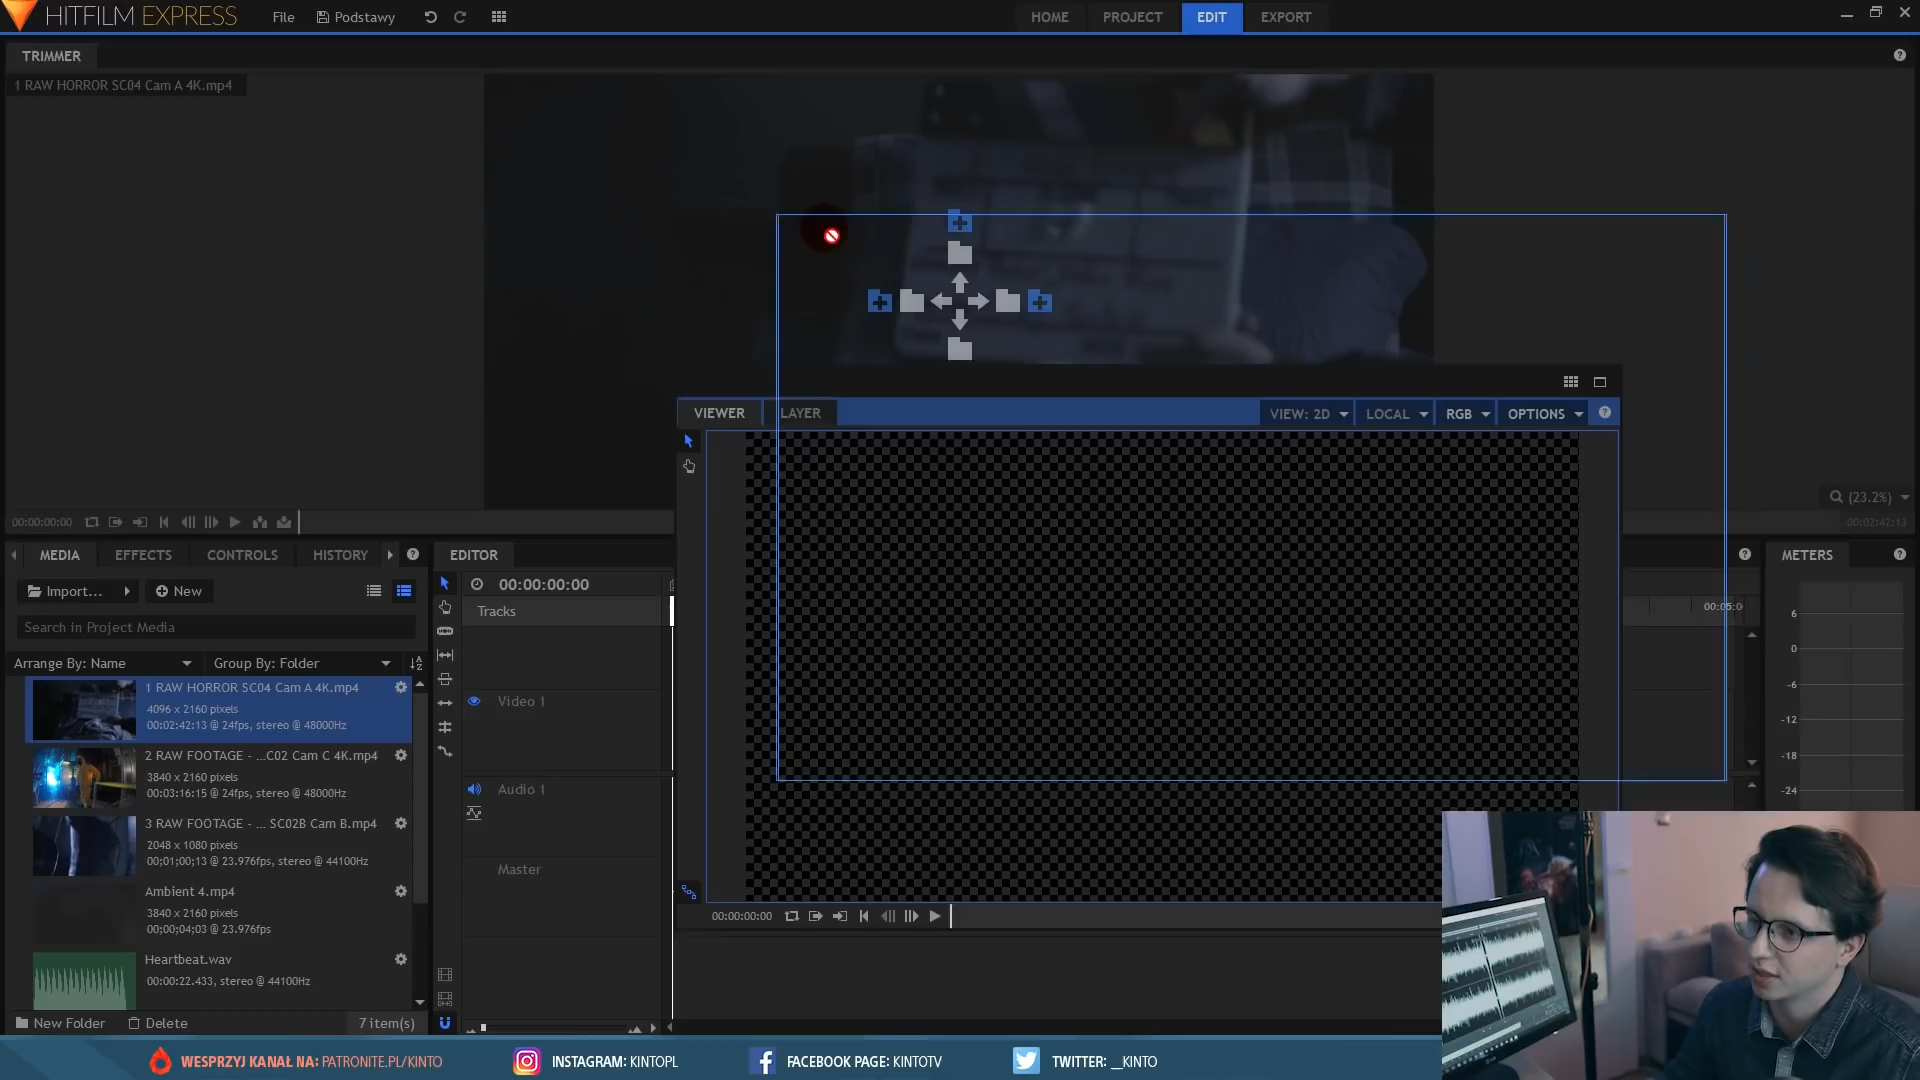 HITFILM EXPRESS
File
Podstawy
HOME
PROJECT
EDIT
EXPORT
TRIMMER
1 RAW HORROR SC04 Cam A 4K.mp4
VIEWER
LAYER
VIEW: 2D
LOCAL
RGB
OPTIONS
(23.2%)
00:00:00:00
00:02:42:13
MEDIA
EFFECTS
CONTROLS
HISTORY
EDITOR
METERS
Import...
New
00:00:00:00
Tracks
Search in Project Media
Arrange By: Name
Group By: Folder
1 RAW HORROR SC04 Cam A 4K.mp4
4096 x 2160 pixels
00:02:42:13 @ 24fps, stereo @ 48000Hz
2 RAW FOOTAGE - ...C02 Cam C 4K.mp4
3840 x 2160 pixels
00:03:16:15 @ 24fps, stereo @ 48000Hz
3 RAW FOOTAGE - ... SC02B Cam B.mp4
2048 x 1080 pixels
00;01;00;13 @ 23.976fps, stereo @ 44100Hz
Ambient 4.mp4
3840 x 2160 pixels
00;00;04;03 @ 23.976fps
Heartbeat.wav
00:00:22.433, stereo @ 44100Hz
New Folder
Delete
7 item(s)
Video 1
Audio 1
Master
00:00:00:00
00:05:0
6
0
-6
-12
-18
-24
WESPRZYJ KANAŁ NA: PATRONITE.PL/KINTO
INSTAGRAM: KINTOPL
FACEBOOK PAGE: KINTOTV
TWITTER: __KINTO